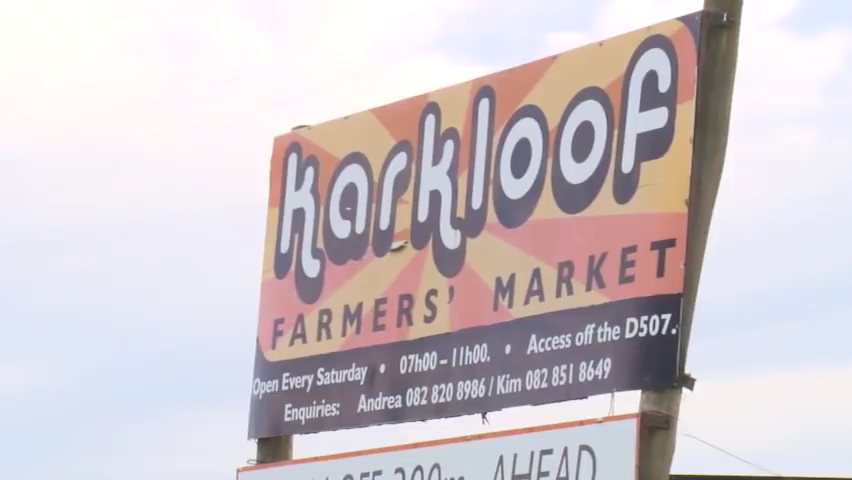 karkloof
FARMERS' MARKET
Open Every Saturday • 07h00 – 11h00. • Access off the D507.
Enquiries: Andrea 082 820 8986 / Kim 082 851 8649
AHEAD